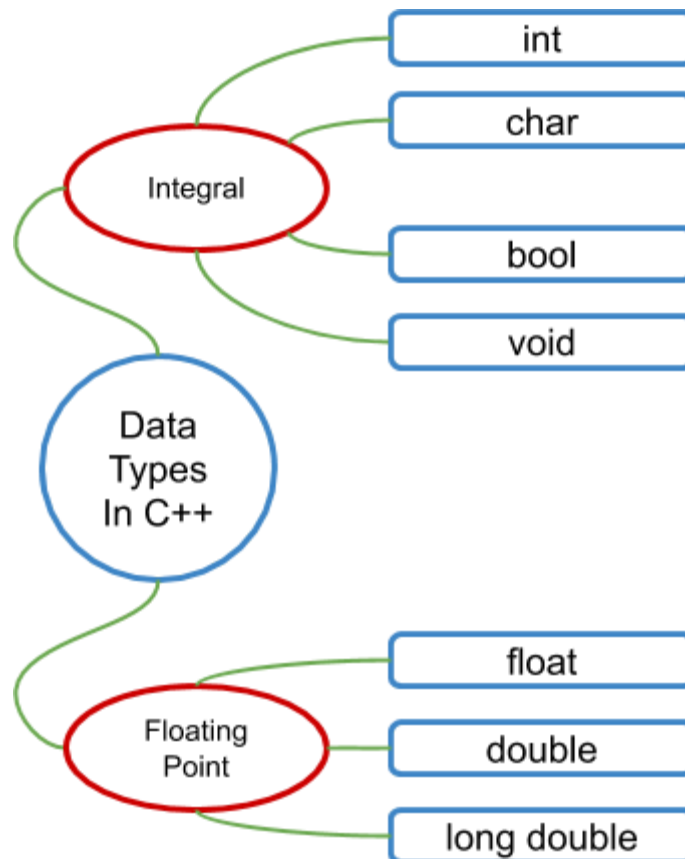 int
char
Integral
bool
void
Data
Types
In C++
float
Floating
Point
double
long double